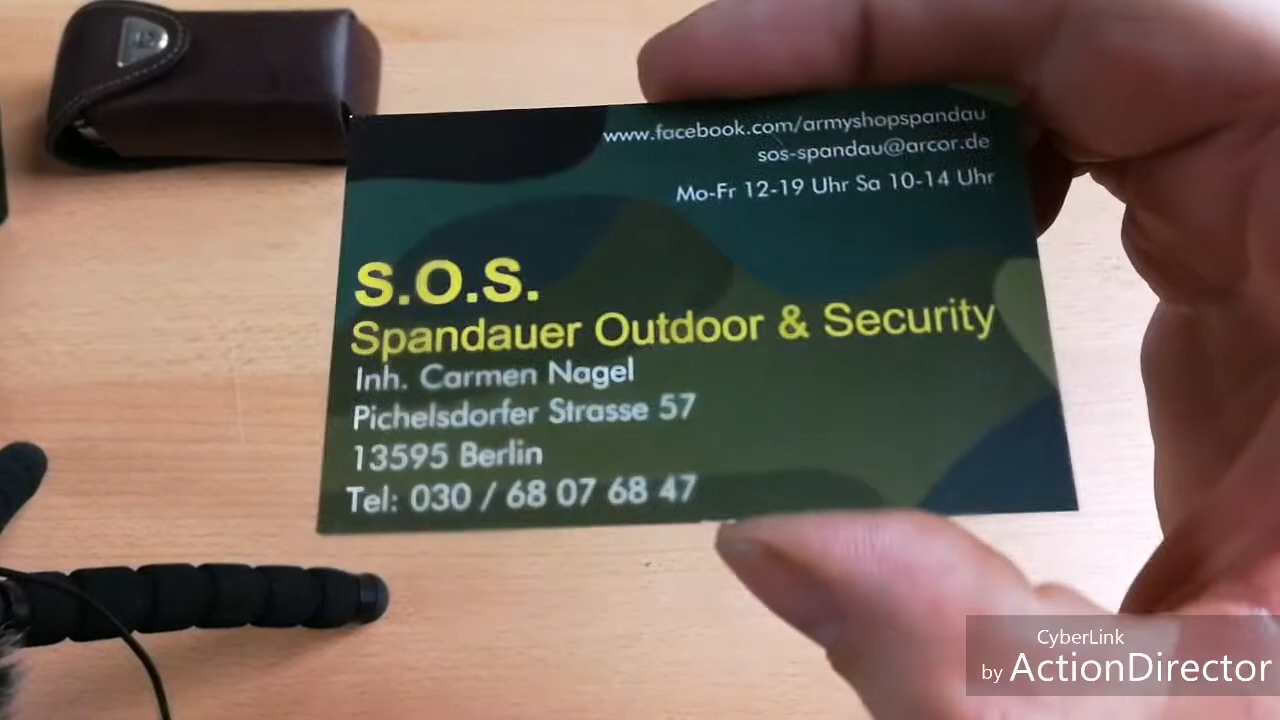 www.facebook.com/armyshopspandau
sos-spandau@arcor.de
Mo-Fr 12-19 Uhr Sa 10-14 Uhr
S.O.S.
Spandauer Outdoor & Security
Inh. Carmen Nagel
Pichelsdorfer Strasse 57
13595 Berlin
Tel: 030 / 68 07 68 47
CyberLink
by ActionDirector